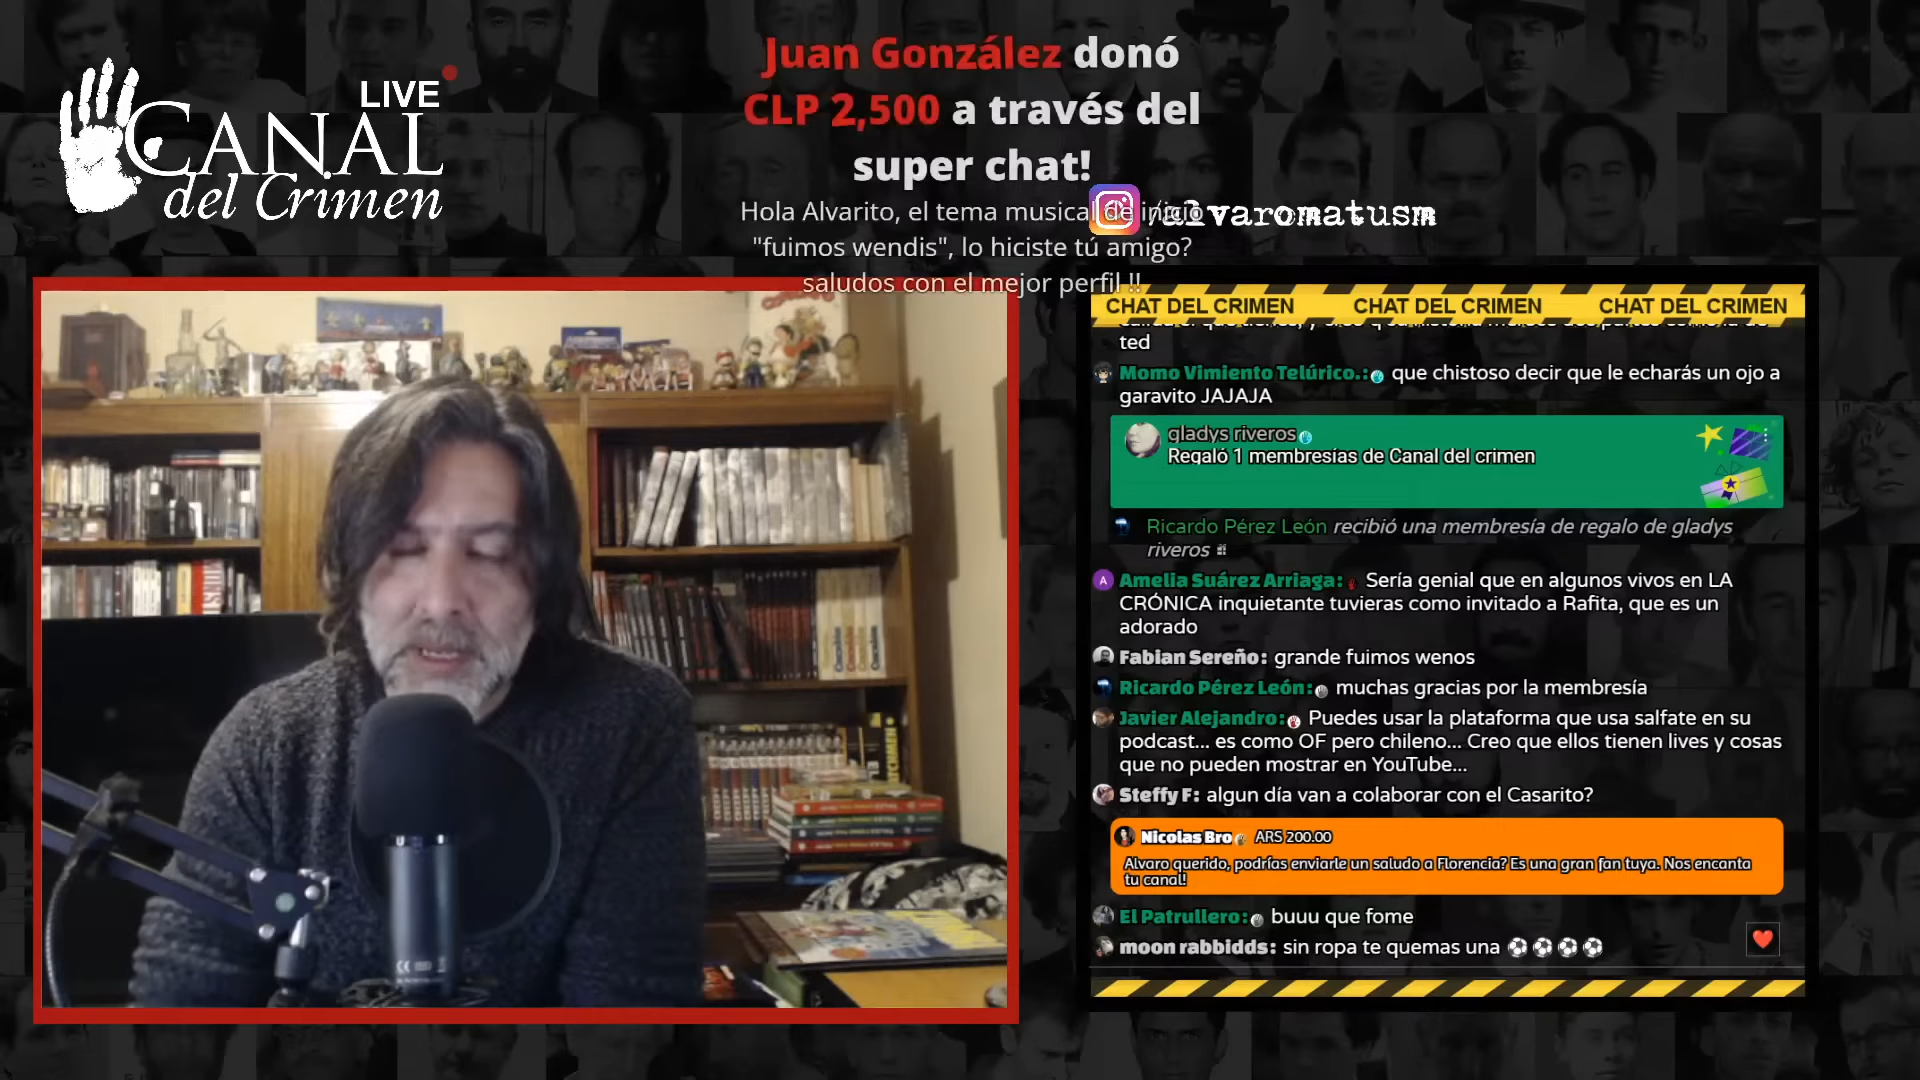 LIVE
CANAL
del Crimen
Juan González donó
CLP 2,500 a través del
super chat!
Hola Alvarito, el tema musical de inicio
"fuimos wendis", lo hiciste tú amigo?
saludos con el mejor perfil !!
/alvaromatusm
CHAT DEL CRIMEN CHAT DEL CRIMEN CHAT DEL CRIMEN
ted
Momo Vimiento Telúrico.: que chistoso decir que le echarás un ojo a
garavito JAJAJA
gladys riveros
Regaló 1 membresías de Canal del crimen
Ricardo Pérez León recibió una membresía de regalo de gladys
riveros
A Amelia Suárez Arriaga: Sería genial que en algunos vivos en LA
CRÓNICA inquietante tuvieras como invitado a Rafita, que es un
adorado
Fabian Sereño: grande fuimos wenos
Ricardo Pérez León: muchas gracias por la membresía
Javier Alejandro: Puedes usar la plataforma que usa salfate en su
podcast... es como OF pero chileno... Creo que ellos tienen lives y cosas
que no pueden mostrar en YouTube...
Steffy F: algun día van a colaborar con el Casarito?
Nicolas Bro ARS 200.00
Alvaro querido, podrías enviarle un saludo a Florencia? Es una gran fan tuya. Nos encanta
tu canal!
El Patrullero: buuu que fome
moon rabbidds: sin ropa te quemas una ⚽⚽⚽⚽